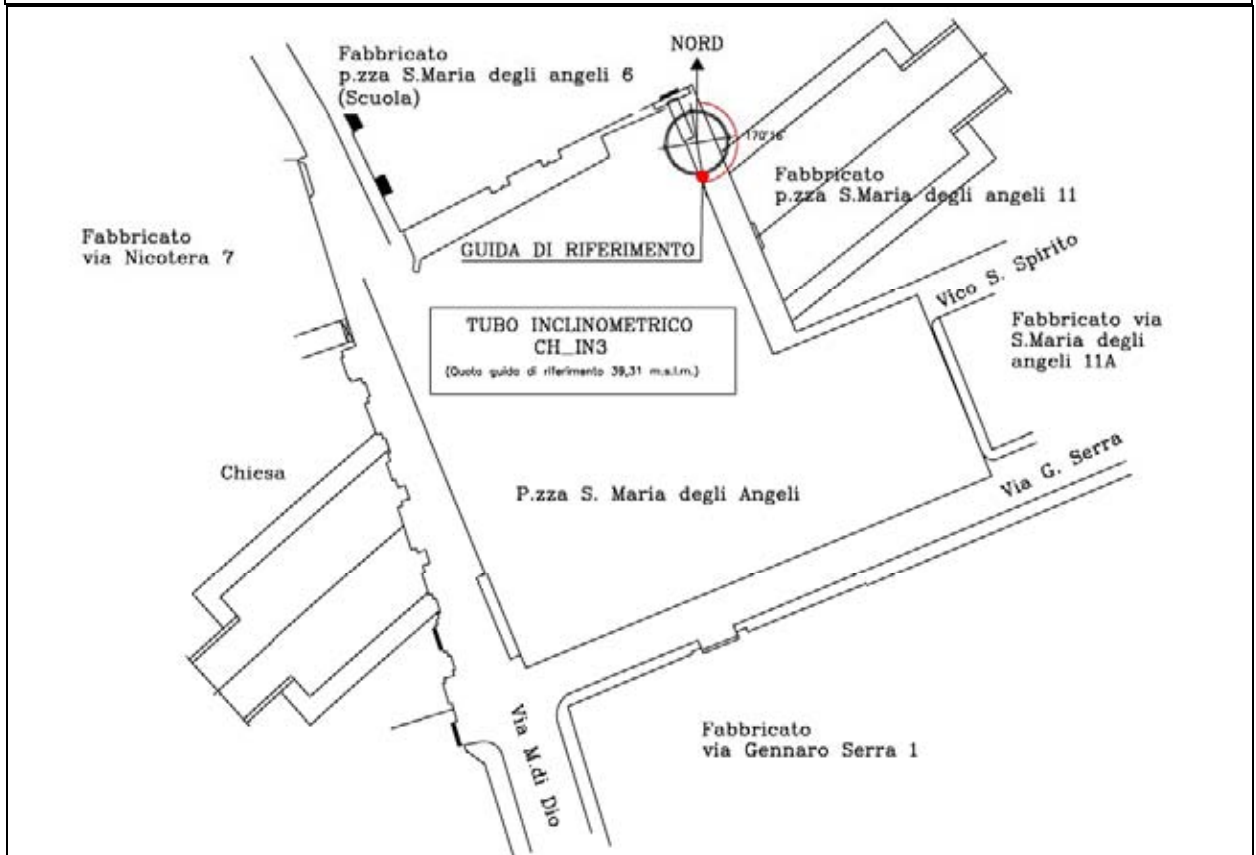 Fabbricato
p.zza S.Maria degli angeli 6
(Scuola)
NORD
170°16'
Fabbricato
p.zza S.Maria degli angeli 11
Fabbricato
via Nicotera 7
GUIDA DI RIFERIMENTO
Vico S. Spirito
TUBO INCLINOMETRICO
CH_IN3
(Quota guida di riferimento 39,31 m.s.l.m.)
Fabbricato via
S.Maria degli
angeli 11A
Chiesa
P.zza S. Maria degli Angeli
Via G. Serra
Via M.di Dio
Fabbricato
via Gennaro Serra 1